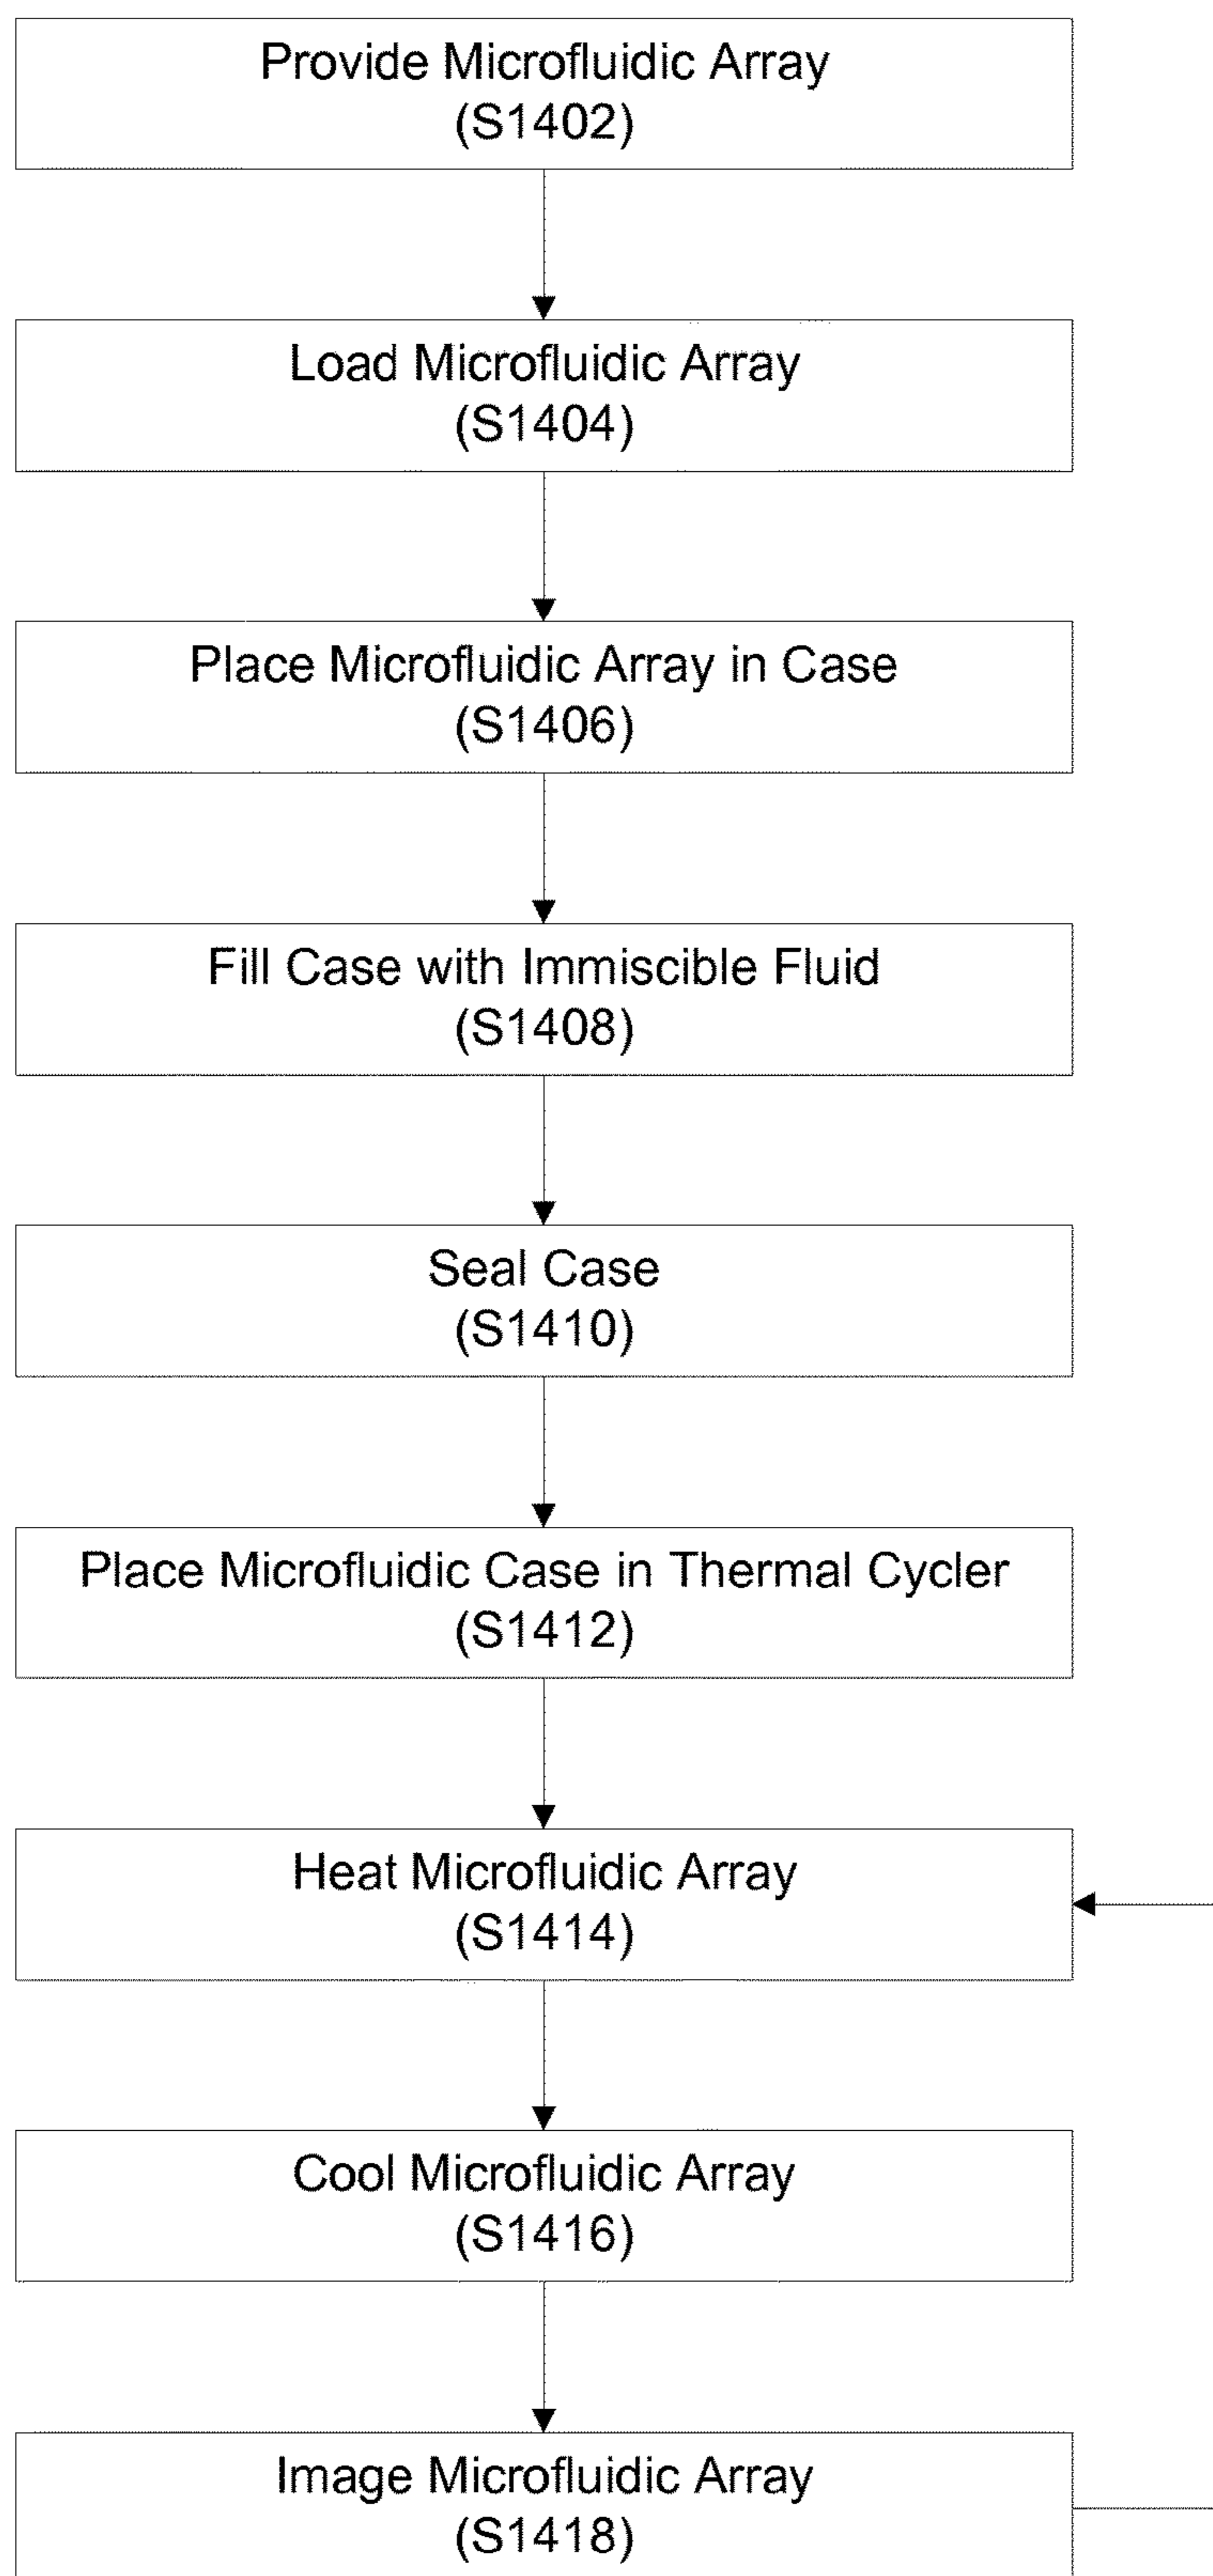 Provide Microfluidic Array
(S1402)
Load Microfluidic Array
(S1404)
Place Microfluidic Array in Case
(S1406)
Fill Case with Immiscible Fluid
(S1408)
Seal Case
(S1410)
Place Microfluidic Case in Thermal Cycler
(S1412)
Heat Microfluidic Array
(S1414)
Cool Microfluidic Array
(S1416)
Image Microfluidic Array
(S1418)